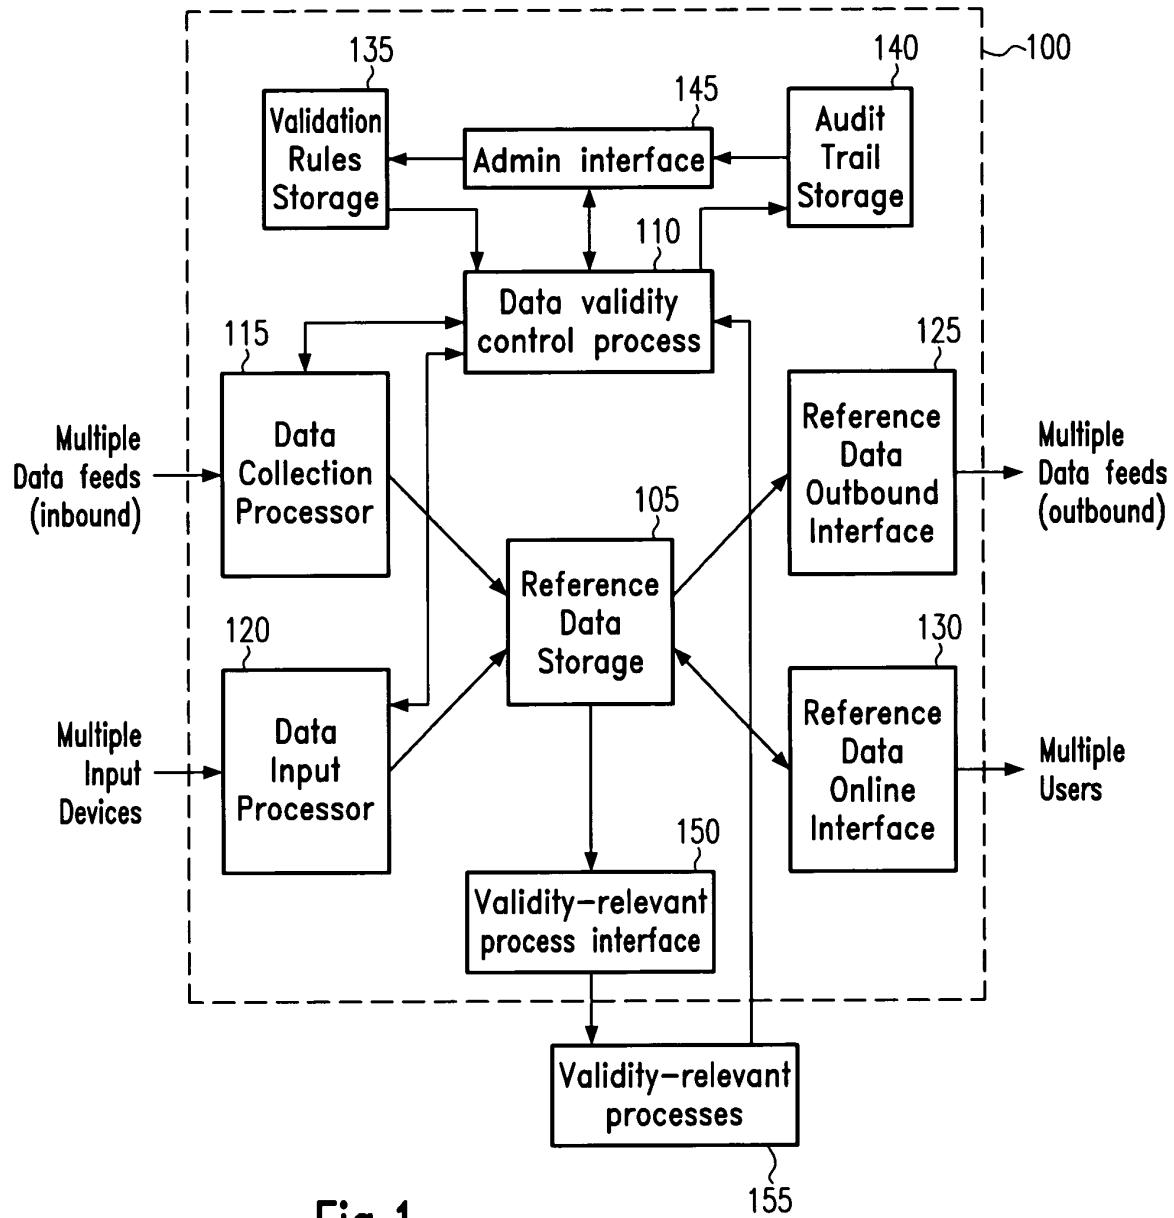 135
140
100
145
Validation
Rules
Storage
Admin interface
Audit
Trail
Storage
110
Data validity
control process
115
125
Multiple
Data feeds
(inbound)
Data
Collection
Processor
Reference
Data
Outbound
Interface
Multiple
Data feeds
(outbound)
105
Reference
Data
Storage
120
130
Multiple
Input
Devices
Data
Input
Processor
Reference
Data
Online
Interface
Multiple
Users
150
Validity-relevant
process interface
Validity-relevant
processes
155
Fig.1